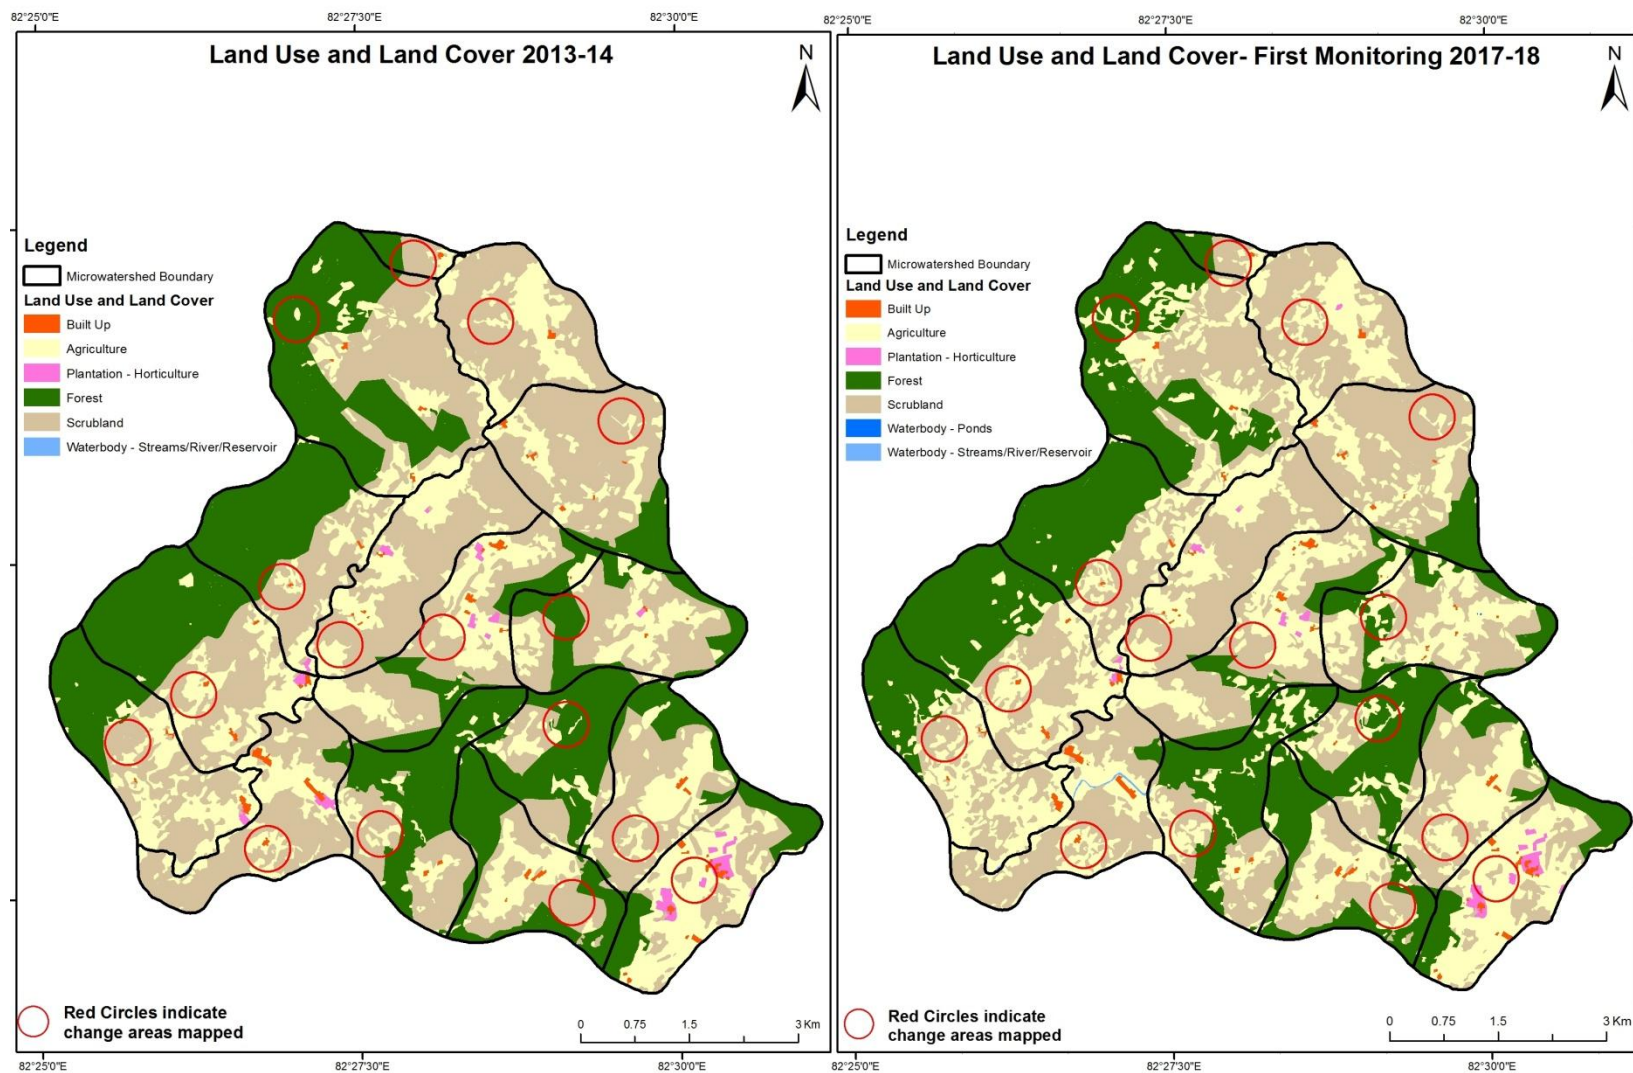 82°25'0"E 82°27'30"E 82°30'0"E
Land Use and Land Cover 2013-14
N
Legend
Microwatershed Boundary
Land Use and Land Cover
Built Up
Agriculture
Plantation - Horticulture
Forest
Scrubland
Waterbody - Streams/River/Reservoir
Red Circles indicate
change areas mapped
0 0.75 1.5 3 Km
82°25'0"E 82°27'30"E 82°30'0"E
82°25'0"E 82°27'30"E 82°30'0"E
Land Use and Land Cover- First Monitoring 2017-18
N
Legend
Microwatershed Boundary
Land Use and Land Cover
Built Up
Agriculture
Plantation - Horticulture
Forest
Scrubland
Waterbody - Ponds
Waterbody - Streams/River/Reservoir
Red Circles indicate
change areas mapped
0 0.75 1.5 3 Km
82°25'0"E 82°27'30"E 82°30'0"E